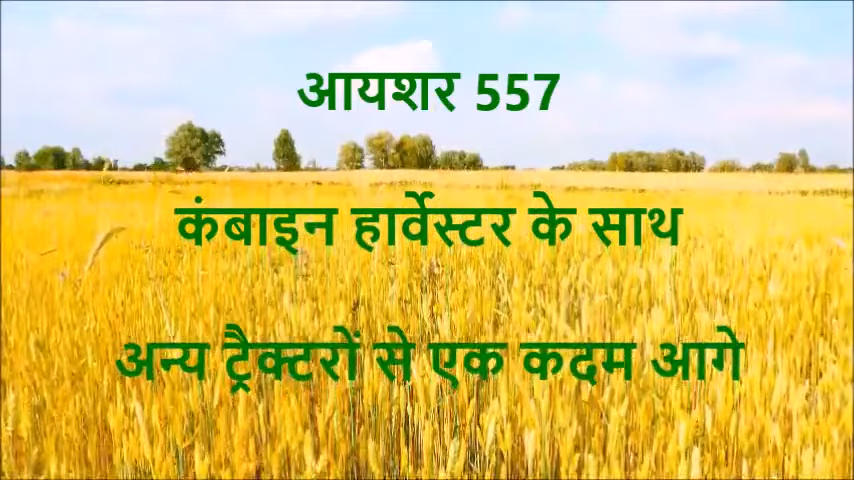 आयशर 557
कंबाइन हार्वेस्टर के साथ
अन्य ट्रैक्टरों से एक कदम आगे